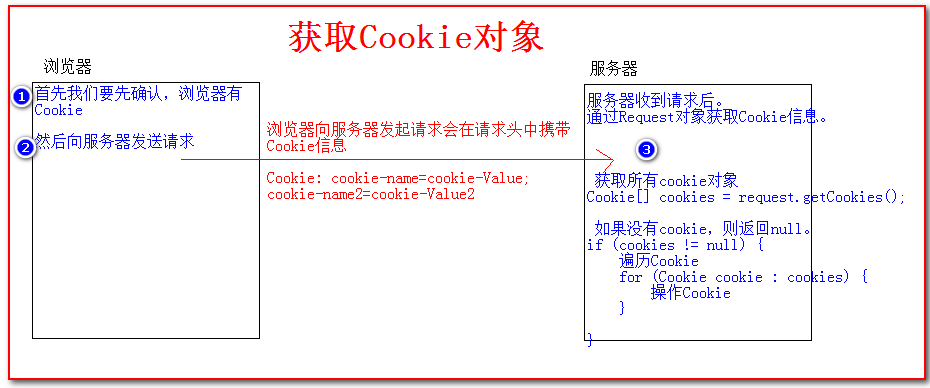 获取Cookie对象
浏览器
服务器
1
首先我们要先确认，浏览器有
Cookie
2
然后向服务器发送请求
浏览器向服务器发起请求会在请求头中携带
Cookie信息
Cookie: cookie-name=cookie-Value;
cookie-name2=cookie-Value2
服务器收到请求后。
通过Request对象获取Cookie信息。
3
获取所有cookie对象
Cookie[] cookies = request.getCookies();
如果没有cookie，则返回null。
if (cookies != null) {
遍历Cookie
for (Cookie cookie : cookies) {
操作Cookie
}
}